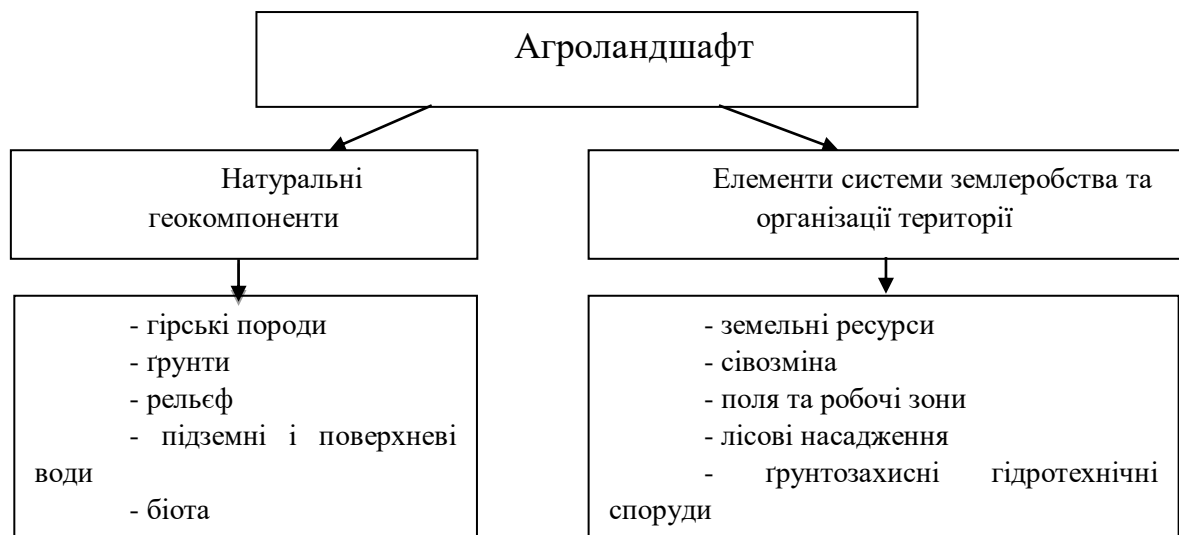 Агроландшафт
Натуральні
геокомпоненти
Елементи системи землеробства та
організації території
- гірські породи
- ґрунти
- рельєф
- підземні і поверхневі
води
- біота
- земельні ресурси
- сівозміна
- поля та робочі зони
- лісові насадження
- ґрунтозахисні гідротехнічні
споруди